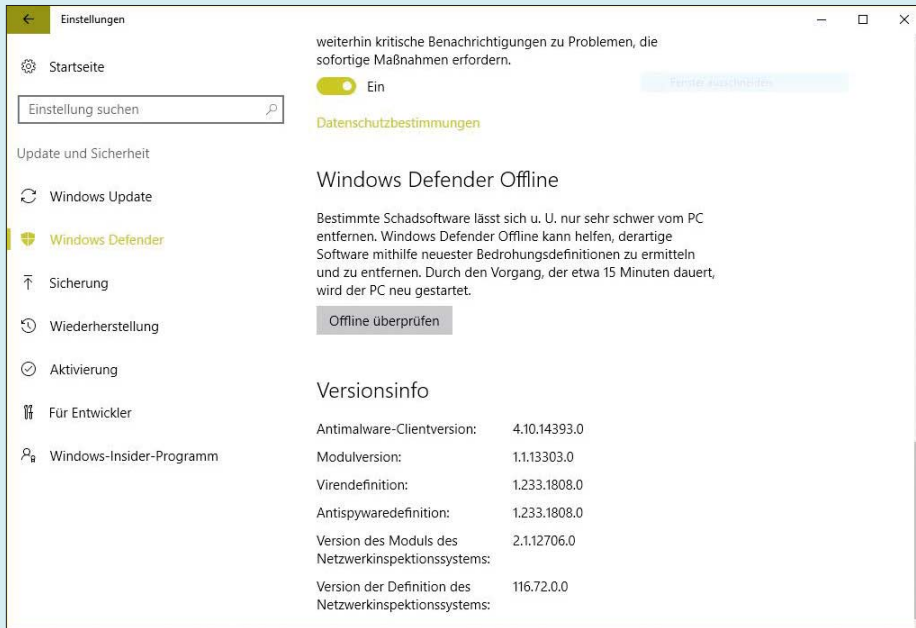 Einstellungen
Startseite
Einstellung suchen
Update und Sicherheit
Windows Update
Windows Defender
Sicherung
Wiederherstellung
Aktivierung
Für Entwickler
Windows-Insider-Programm
weiterhin kritische Benachrichtigungen zu Problemen, die
sofortige Maßnahmen erfordern.
Ein
Fenster ausschneiden
Datenschutzbestimmungen
Windows Defender Offline
Bestimmte Schadsoftware lässt sich u. U. nur sehr schwer vom PC
entfernen. Windows Defender Offline kann helfen, derartige
Software mithilfe neuester Bedrohungsdefinitionen zu ermitteln
und zu entfernen. Durch den Vorgang, der etwa 15 Minuten dauert,
wird der PC neu gestartet.
Offline überprüfen
Versionsinfo
Antimalware-Clientversion: 4.10.14393.0
Modulversion: 1.1.13303.0
Virendefinition: 1.233.1808.0
Antispywaredefinition: 1.233.1808.0
Version des Moduls des 2.1.12706.0
Netzwerkinspektionssystems:
Version der Definition des 116.72.0.0
Netzwerkinspektionssystems: